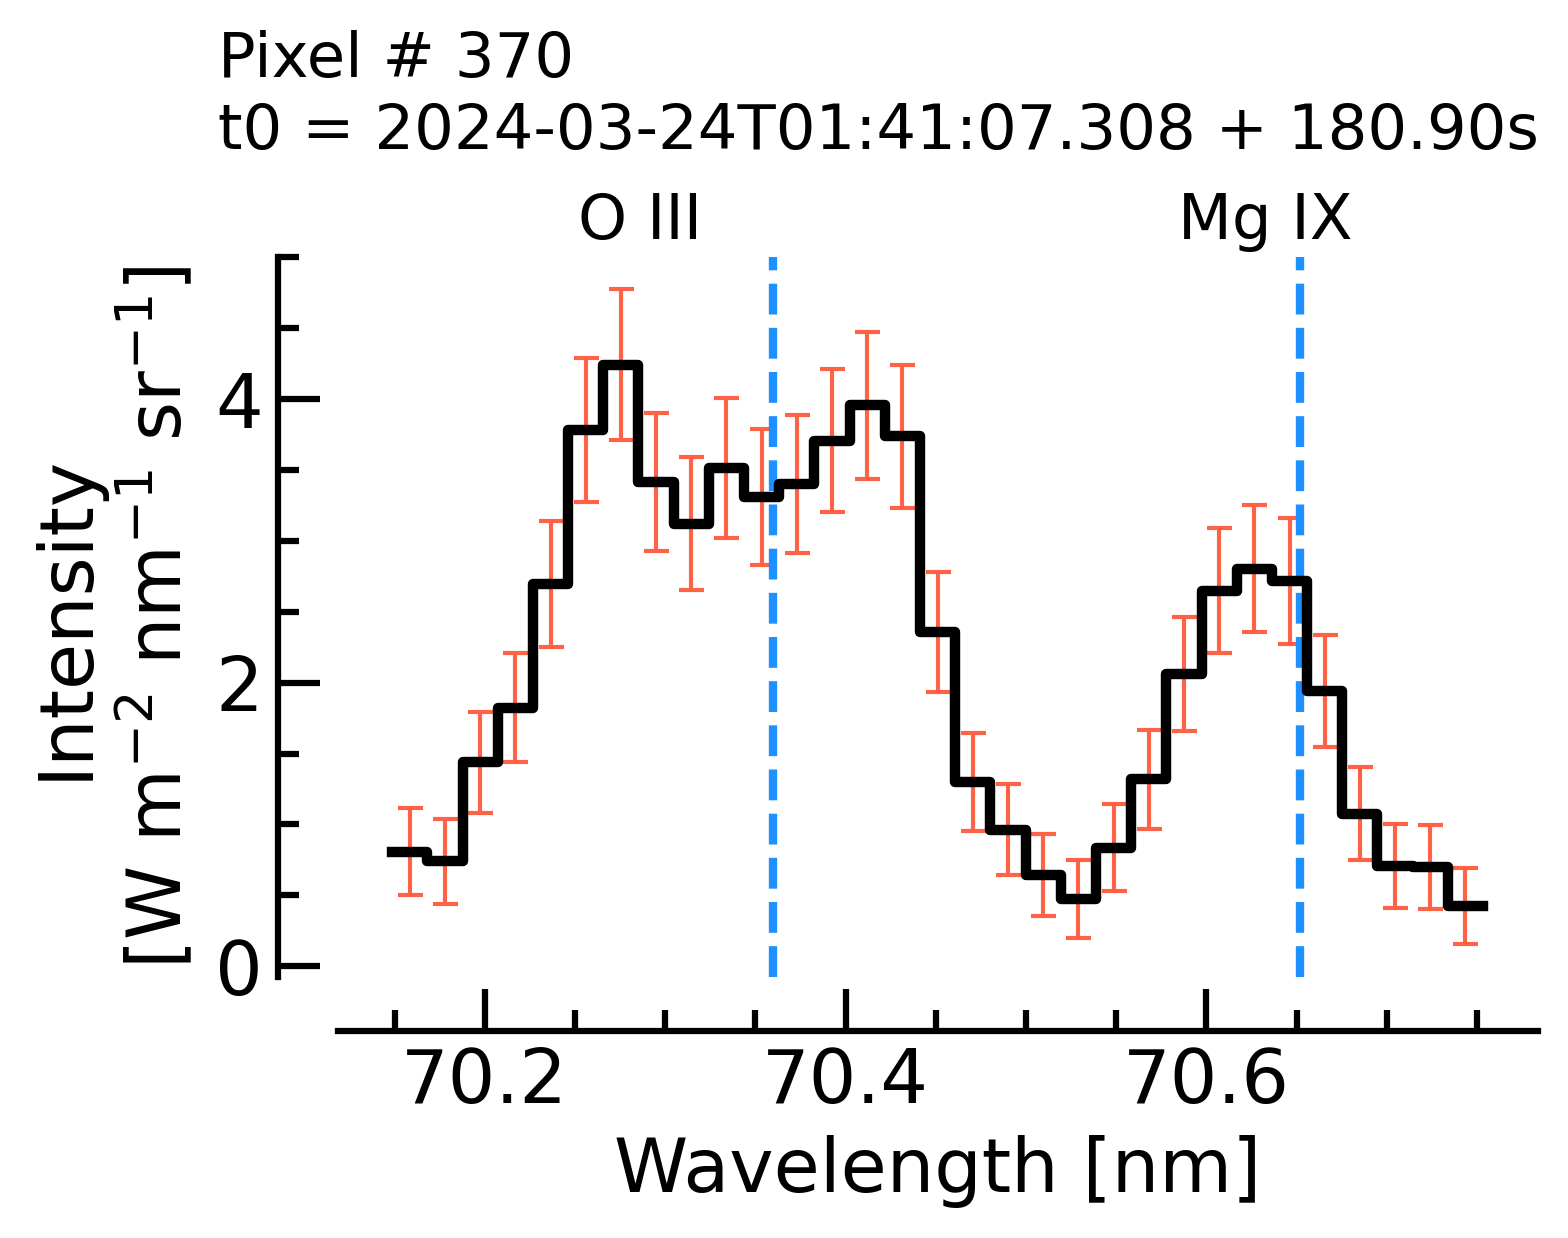 Pixel # 370
t0 = 2024-03-24T01:41:07.308 + 180.90s
O III
Mg IX
Intensity
[W m⁻² nm⁻¹ sr⁻¹]
4
2
0
70.2 70.4 70.6
Wavelength [nm]